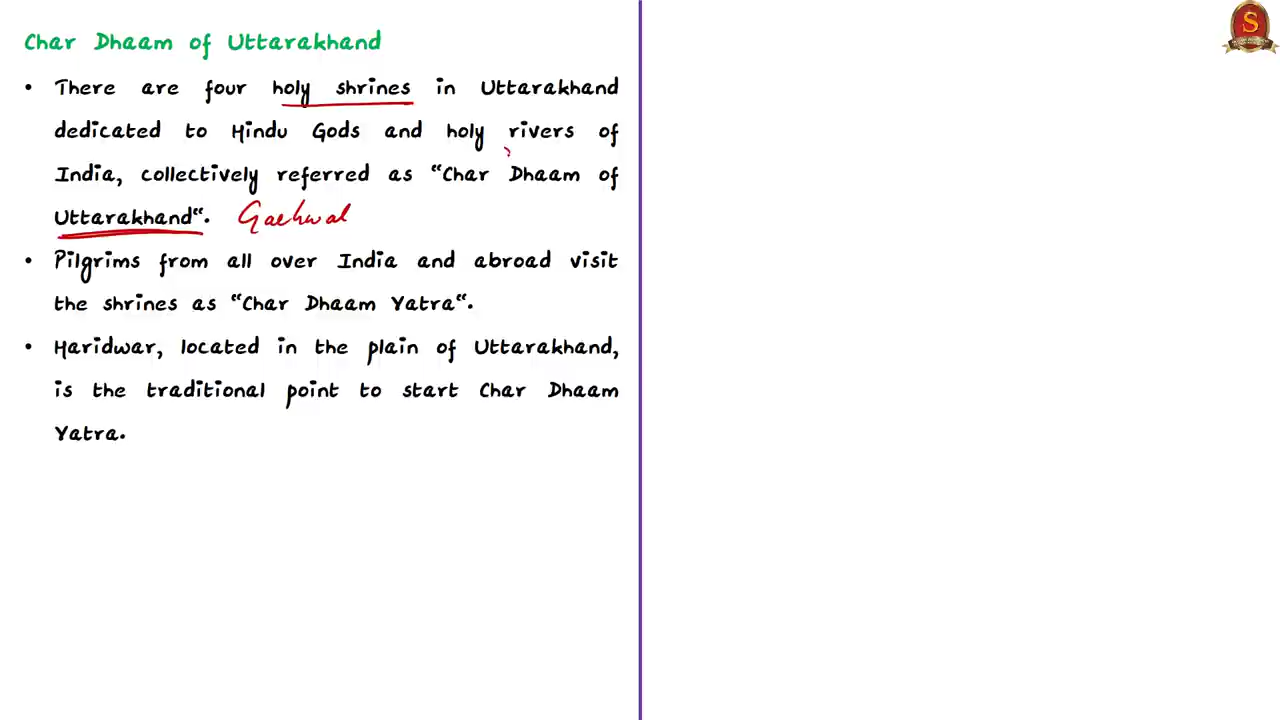 Char Dhaam of Uttarakhand
• There are four holy shrines in Uttarakhand
dedicated to Hindu Gods and holy rivers of
India, collectively referred as “Char Dhaam of
Uttarakhand“. Gaehwal
• Pilgrims from all over India and abroad visit
the shrines as “Char Dhaam Yatra“.
• Haridwar, located in the plain of Uttarakhand,
is the traditional point to start Char Dhaam
Yatra.
S